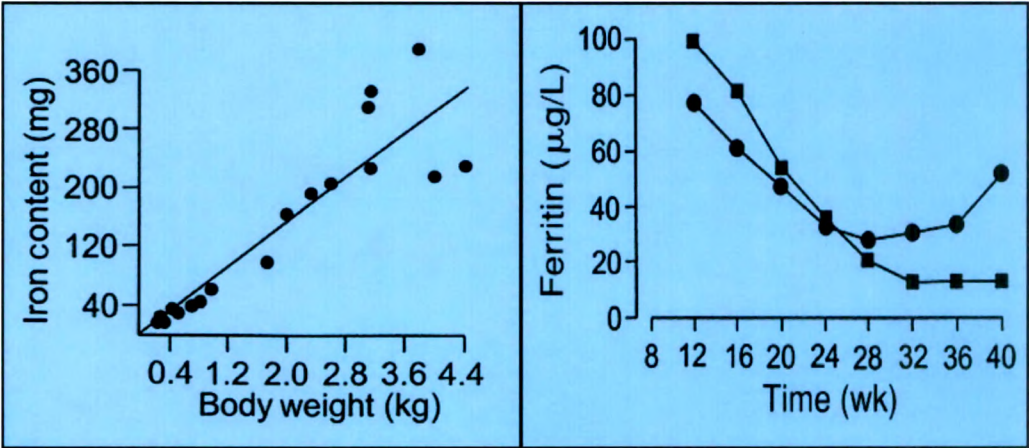 Iron content (mg)
360
280
200
120
40
0.4 1.2 2.0 2.8 3.6 4.4
Body weight (kg)
Ferritin (µg/L)
100
80
60
40
20
0
8 12 16 20 24 28 32 36 40
Time (wk)